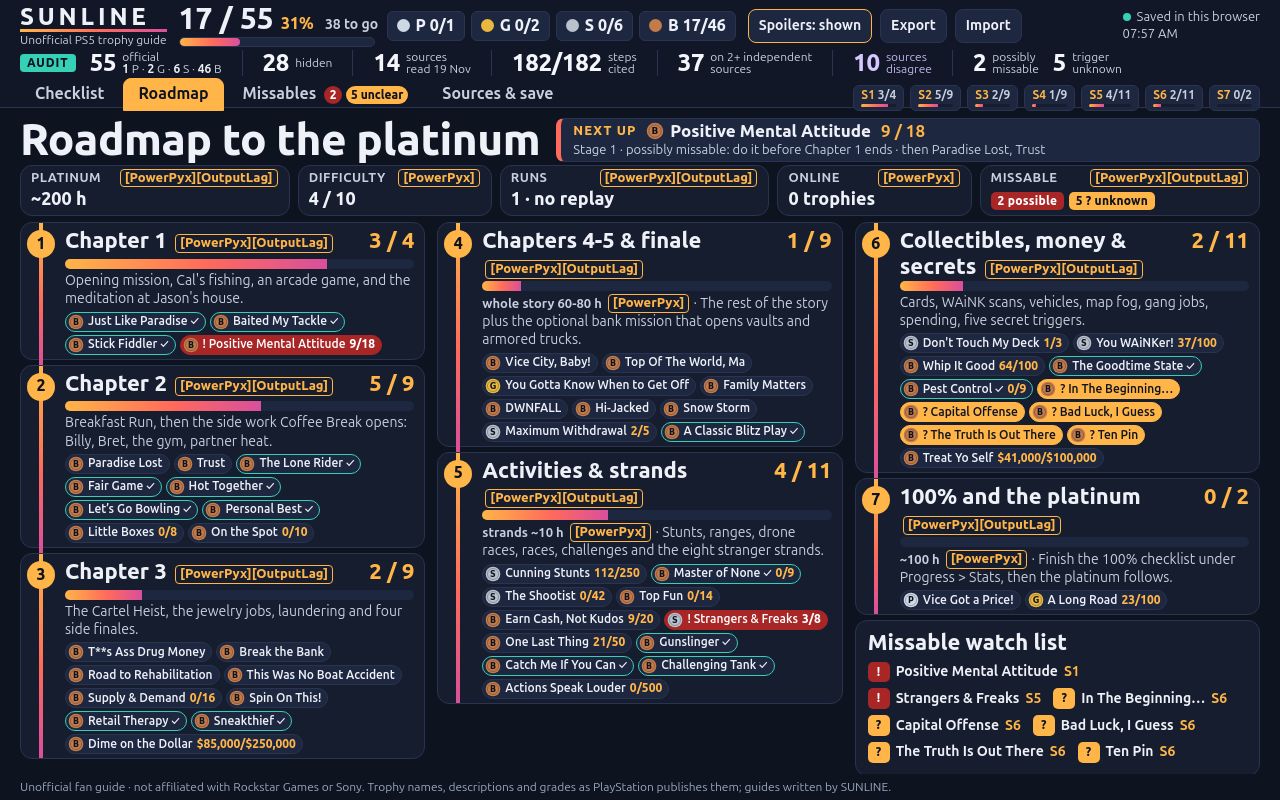 SUNLINE
Unofficial PS5 trophy guide
17 / 55 31% 38 to go
P 0/1
G 0/2
S 0/6
B 17/46
Spoilers: shown
Export
Import
Saved in this browser
07:57 AM
AUDIT
55 official
1 P · 2 G · 6 S · 46 B
28 hidden
14 sources
read 19 Nov
182/182 steps
cited
37 on 2+ independent
sources
10 sources
disagree
2 possibly
missable
5 trigger
unknown
Checklist
Roadmap
Missables 2 5 unclear
Sources & save
S1 3/4
S2 5/9
S3 2/9
S4 1/9
S5 4/11
S6 2/11
S7 0/2
Roadmap to the platinum
NEXT UP B Positive Mental Attitude 9 / 18
Stage 1 · possibly missable: do it before Chapter 1 ends · then Paradise Lost, Trust
PLATINUM [PowerPyx][OutputLag]
~200 h
DIFFICULTY [PowerPyx]
4 / 10
RUNS [PowerPyx][OutputLag]
1 · no replay
ONLINE [PowerPyx]
0 trophies
MISSABLE [PowerPyx][OutputLag]
2 possible 5 ? unknown
1 Chapter 1 [PowerPyx][OutputLag] 3 / 4
Opening mission, Cal's fishing, an arcade game, and the
meditation at Jason's house.
B Just Like Paradise ✓ B Baited My Tackle ✓
B Stick Fiddler ✓ B ! Positive Mental Attitude 9/18
2 Chapter 2 [PowerPyx][OutputLag] 5 / 9
Breakfast Run, then the side work Coffee Break opens:
Billy, Bret, the gym, partner heat.
B Paradise Lost B Trust B The Lone Rider ✓
B Fair Game ✓ B Hot Together ✓
B Let's Go Bowling ✓ B Personal Best ✓
B Little Boxes 0/8 B On the Spot 0/10
3 Chapter 3 [PowerPyx][OutputLag] 2 / 9
The Cartel Heist, the jewelry jobs, laundering and four
side finales.
B T**s Ass Drug Money B Break the Bank
B Road to Rehabilitation B This Was No Boat Accident
B Supply & Demand 0/16 B Spin On This!
B Retail Therapy ✓ B Sneakthief ✓
B Dime on the Dollar $85,000/$250,000
4 Chapters 4-5 & finale 1 / 9
[PowerPyx][OutputLag]
whole story 60-80 h [PowerPyx] · The rest of the story
plus the optional bank mission that opens vaults and
armored trucks.
B Vice City, Baby! B Top Of The World, Ma
G You Gotta Know When to Get Off B Family Matters
B DWNFALL B Hi-Jacked B Snow Storm
S Maximum Withdrawal 2/5 B A Classic Blitz Play ✓
5 Activities & strands 4 / 11
[PowerPyx][OutputLag]
strands ~10 h [PowerPyx] · Stunts, ranges, drone
races, races, challenges and the eight stranger strands.
S Cunning Stunts 112/250 B Master of None ✓ 0/9
S The Shootist 0/42 B Top Fun 0/14
B Earn Cash, Not Kudos 9/20 S ! Strangers & Freaks 3/8
B One Last Thing 21/50 B Gunslinger ✓
B Catch Me If You Can ✓ B Challenging Tank ✓
B Actions Speak Louder 0/500
6 Collectibles, money & 2 / 11
secrets [PowerPyx][OutputLag]
Cards, WAiNK scans, vehicles, map fog, gang jobs,
spending, five secret triggers.
S Don't Touch My Deck 1/3 S You WAiNKer! 37/100
B Whip It Good 64/100 B The Goodtime State ✓
B Pest Control ✓ 0/9 B ? In The Beginning...
B ? Capital Offense B ? Bad Luck, I Guess
B ? The Truth Is Out There B ? Ten Pin
B Treat Yo Self $41,000/$100,000
7 100% and the platinum 0 / 2
[PowerPyx][OutputLag]
~100 h [PowerPyx] · Finish the 100% checklist under
Progress > Stats, then the platinum follows.
P Vice Got a Price! G A Long Road 23/100
Missable watch list
! Positive Mental Attitude S1
! Strangers & Freaks S5 ? In The Beginning... S6
? Capital Offense S6 ? Bad Luck, I Guess S6
? The Truth Is Out There S6 ? Ten Pin S6
Unofficial fan guide · not affiliated with Rockstar Games or Sony. Trophy names, descriptions and grades as PlayStation publishes them; guides written by SUNLINE.